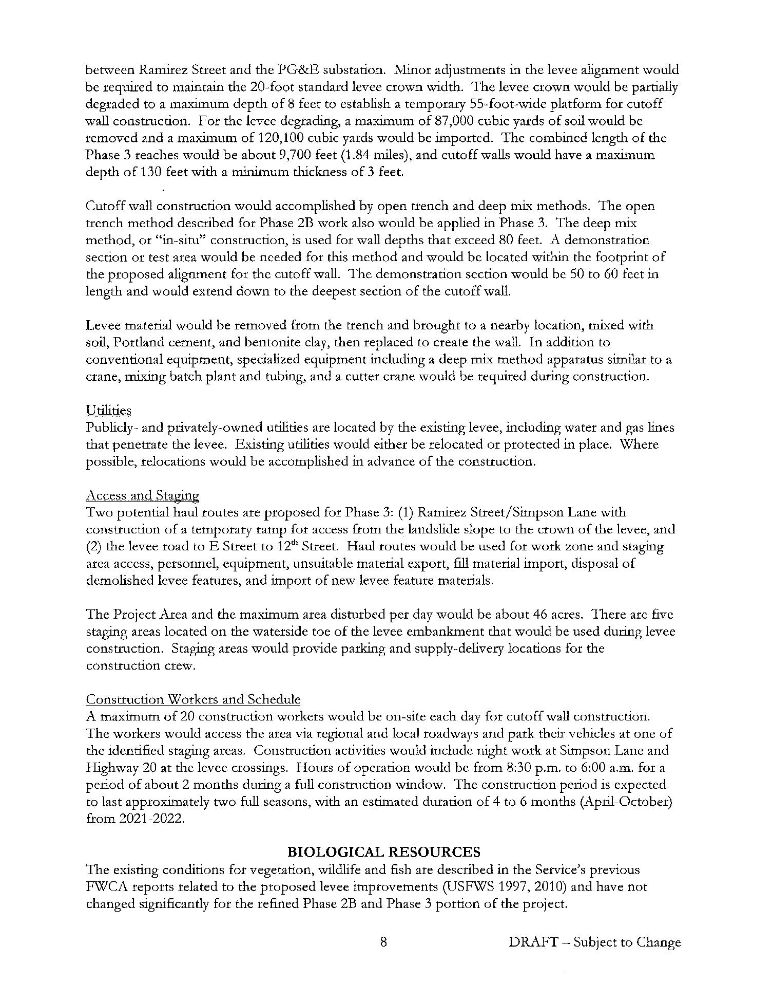 between Ramirez Street and the PG&E substation.  Minor adjustments in the levee alignment would
be required to maintain the 20-foot standard levee crown width.  The levee crown would be partially
degraded to a maximum depth of 8 feet to establish a temporary 55-foot-wide platform for cutoff
wall construction.  For the levee degrading, a maximum of 87,000 cubic yards of soil would be
removed and a maximum of 120,100 cubic yards would be imported.  The combined length of the
Phase 3 reaches would be about 9,700 feet (1.84 miles), and cutoff walls would have a maximum
depth of 130 feet with a minimum thickness of 3 feet.
Cutoff wall construction would accomplished by open trench and deep mix methods.  The open
trench method described for Phase 2B work also would be applied in Phase 3.  The deep mix
method, or “in-situ” construction, is used for wall depths that exceed 80 feet.  A demonstration
section or test area would be needed for this method and would be located within the footprint of
the proposed alignment for the cutoff wall.  The demonstration section would be 50 to 60 feet in
length and would extend down to the deepest section of the cutoff wall.
Levee material would be removed from the trench and brought to a nearby location, mixed with
soil, Portland cement, and bentonite clay, then replaced to create the wall.  In addition to
conventional equipment, specialized equipment including a deep mix method apparatus similar to a
crane, mixing batch plant and tubing, and a cutter crane would be required during construction.
Utilities
Publicly- and privately-owned utilities are located by the existing levee, including water and gas lines
that penetrate the levee.  Existing utilities would either be relocated or protected in place.  Where
possible, relocations would be accomplished in advance of the construction.
Access and Staging
Two potential haul routes are proposed for Phase 3: (1) Ramirez Street/Simpson Lane with
construction of a temporary ramp for access from the landslide slope to the crown of the levee, and
(2) the levee road to E Street to 12th Street.  Haul routes would be used for work zone and staging
area access, personnel, equipment, unsuitable material export, fill material import, disposal of
demolished levee features, and import of new levee feature materials.
The Project Area and the maximum area disturbed per day would be about 46 acres.  There are five
staging areas located on the waterside toe of the levee embankment that would be used during levee
construction.  Staging areas would provide parking and supply-delivery locations for the
construction crew.
Construction Workers and Schedule
A maximum of 20 construction workers would be on-site each day for cutoff wall construction.
The workers would access the area via regional and local roadways and park their vehicles at one of
the identified staging areas.  Construction activities would include night work at Simpson Lane and
Highway 20 at the levee crossings.  Hours of operation would be from 8:30 p.m. to 6:00 a.m. for a
period of about 2 months during a full construction window.  The construction period is expected
to last approximately two full seasons, with an estimated duration of 4 to 6 months (April-October)
from 2021-2022.
BIOLOGICAL RESOURCES
The existing conditions for vegetation, wildlife and fish are described in the Service’s previous
FWCA reports related to the proposed levee improvements (USFWS 1997, 2010) and have not
changed significantly for the refined Phase 2B and Phase 3 portion of the project.
8
DRAFT – Subject to Change